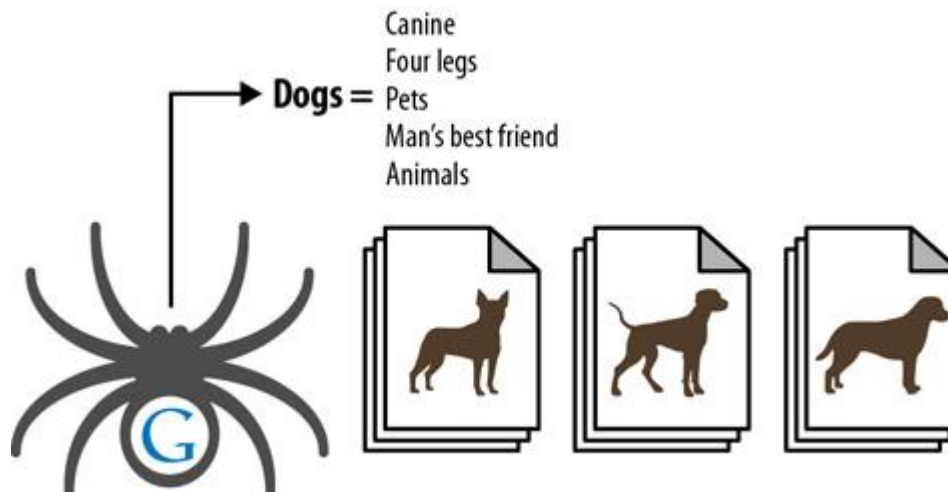 Canine
Four legs
Dogs = Pets
Man's best friend
Animals
G